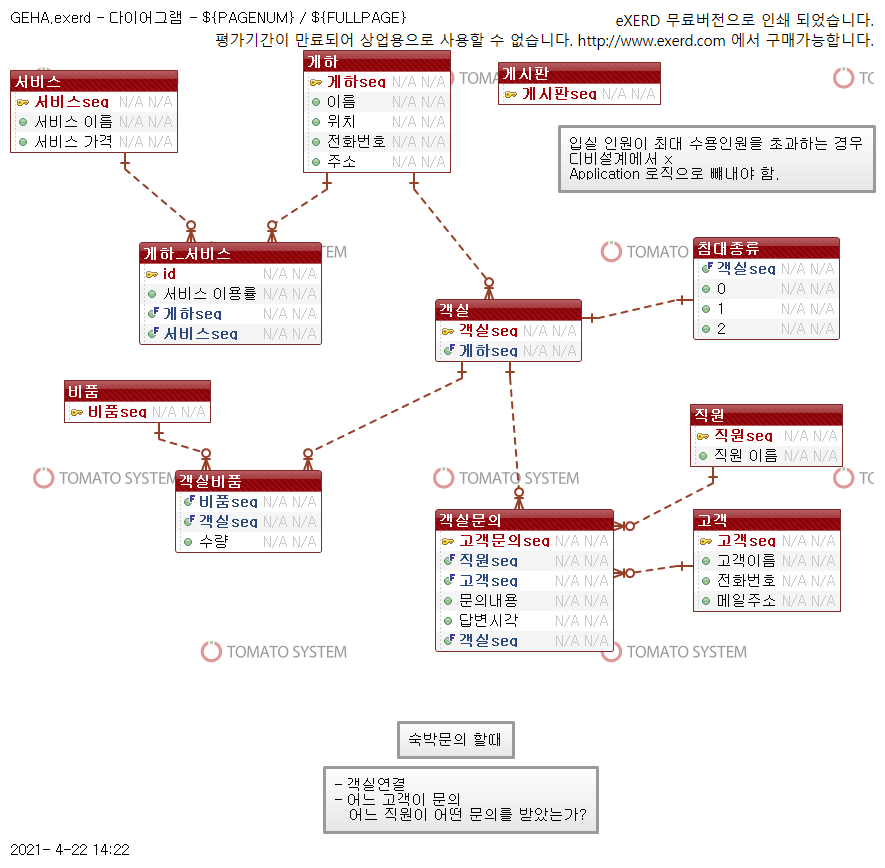 GEHA.exerd - 다이어그램 - ${PAGENUM} / ${FULLPAGE}
eXERD 무료버전으로 인쇄 되었습니다.
평가기간이 만료되어 상업용으로 사용할 수 없습니다. http://www.exerd.com 에서 구매가능합니다.
서비스
서비스seq N/A N/A
서비스 이름 N/A N/A
서비스 가격 N/A N/A
게하
게하seq N/A N/A
이름 N/A N/A
위치 N/A N/A
전화번호 N/A N/A
주소 N/A N/A
TOMA
게시판
게시판seq N/A N/A
TC
입실 인원이 최대 수용인원을 초과하는 경우
디비설계에서 x
Application 로직으로 빼내야 함.
게하_서비스
id N/A N/A
서비스 이용률 N/A N/A
게하seq N/A N/A
서비스seq N/A N/A
TEM
TOMATO
침대종류
객실seq N/A N/A
0 N/A N/A
1 N/A N/A
2 N/A N/A
객실
객실seq N/A N/A
게하seq N/A N/A
비품
비품seq N/A N/A
직원
직원seq N/A N/A
직원 이름 N/A N/A
TOMATO SYSTEM
객실비품
비품seq N/A N/A
객실seq N/A N/A
수량 N/A N/A
TOMATO SYSTEM
TC
객실문의
고객문의seq N/A N/A
직원seq N/A N/A
고객seq N/A N/A
문의내용 N/A N/A
답변시각 N/A N/A
객실seq N/A N/A
고객
고객seq N/A N/A
고객이름 N/A N/A
전화번호 N/A N/A
메일주소 N/A N/A
TOMATO SYSTEM
TOMATO SYSTEM
숙박문의 할때
- 객실연결
- 어느 고객이 문의
어느 직원이 어떤 문의를 받았는가?
2021- 4-22 14:22